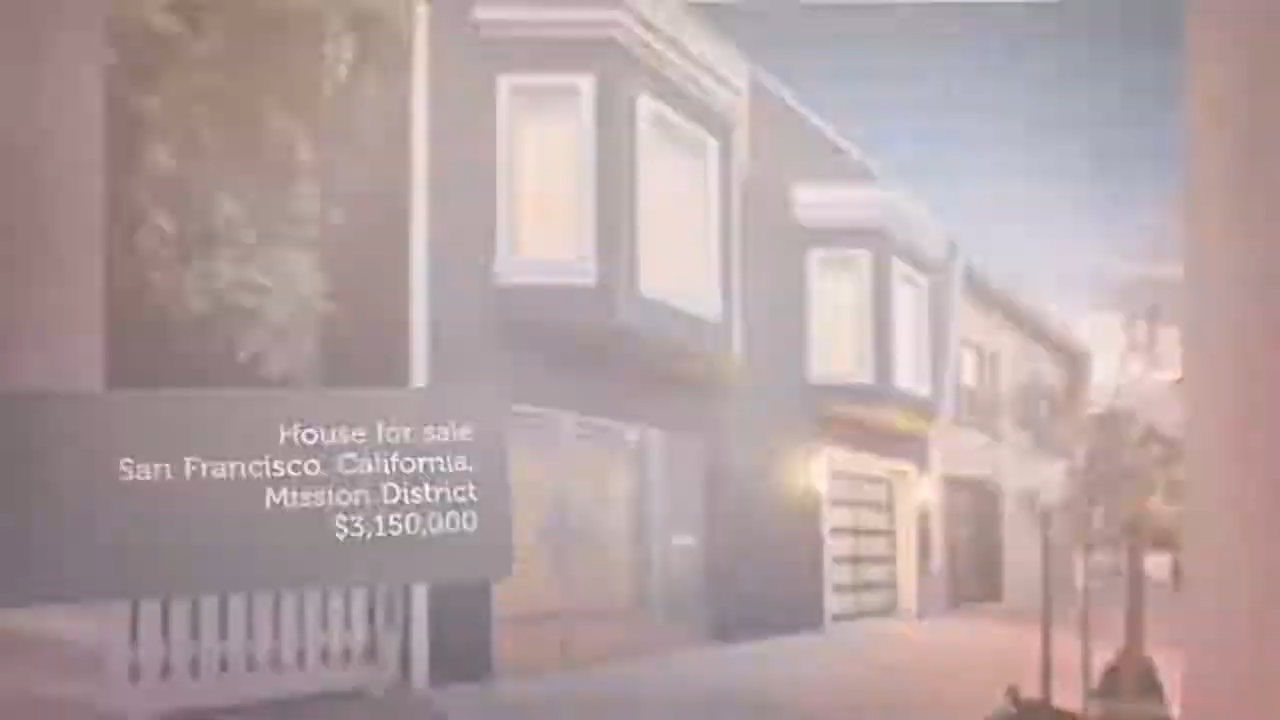 House for sale
San Francisco, California,
Mission District
$3,150,000